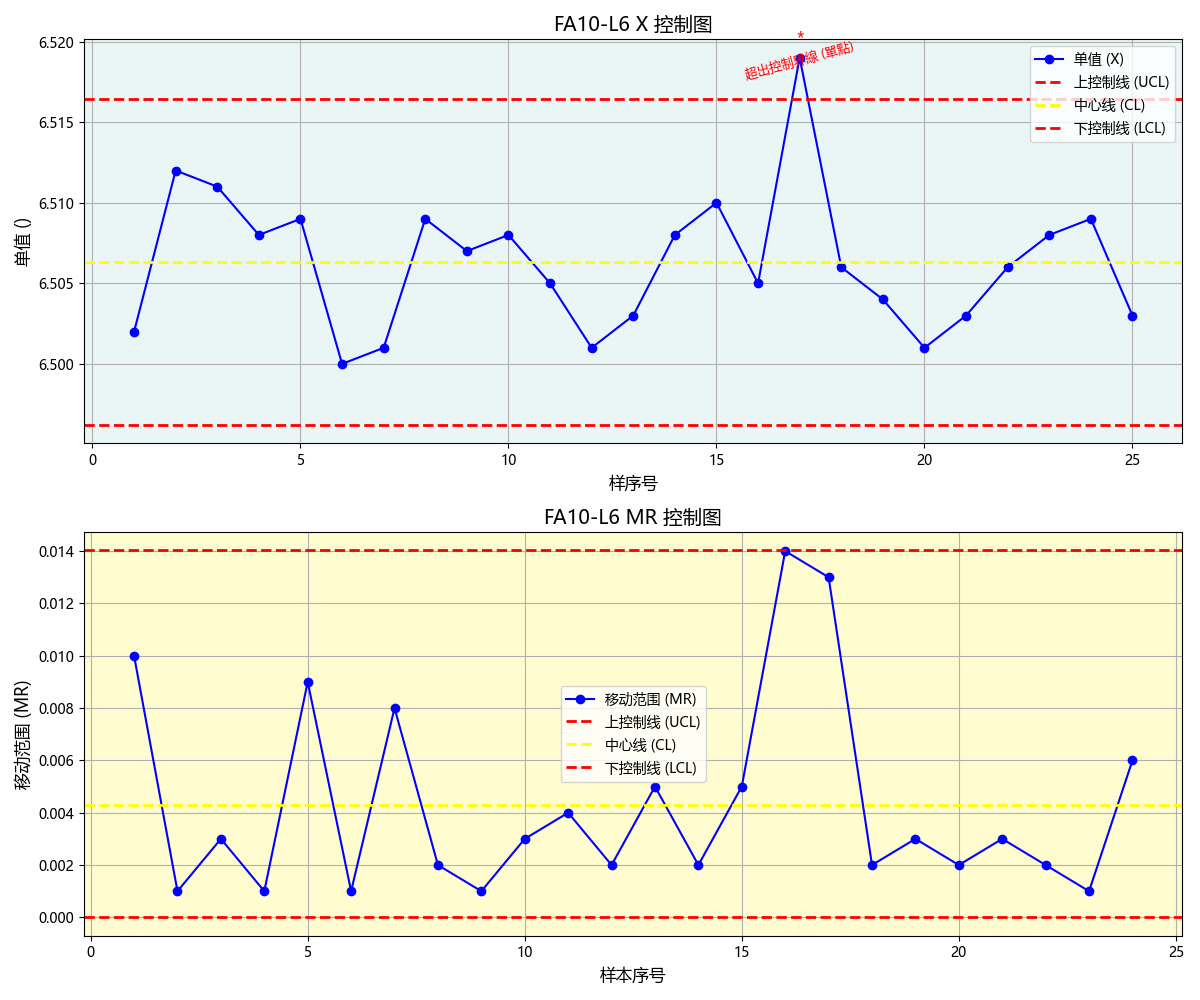 FA10-L6 X 控制图
*
超出控制界線 (單點)
单值 (X)
上控制线 (UCL)
中心线 (CL)
下控制线 (LCL)
单值 ()
6.520
6.515
6.510
6.505
6.500
0 5 10 15 20 25
样序号
FA10-L6 MR 控制图
移动范围 (MR)
上控制线 (UCL)
中心线 (CL)
下控制线 (LCL)
移动范围 (MR)
0.014
0.012
0.010
0.008
0.006
0.004
0.002
0.000
0 5 10 15 20 25
样本序号